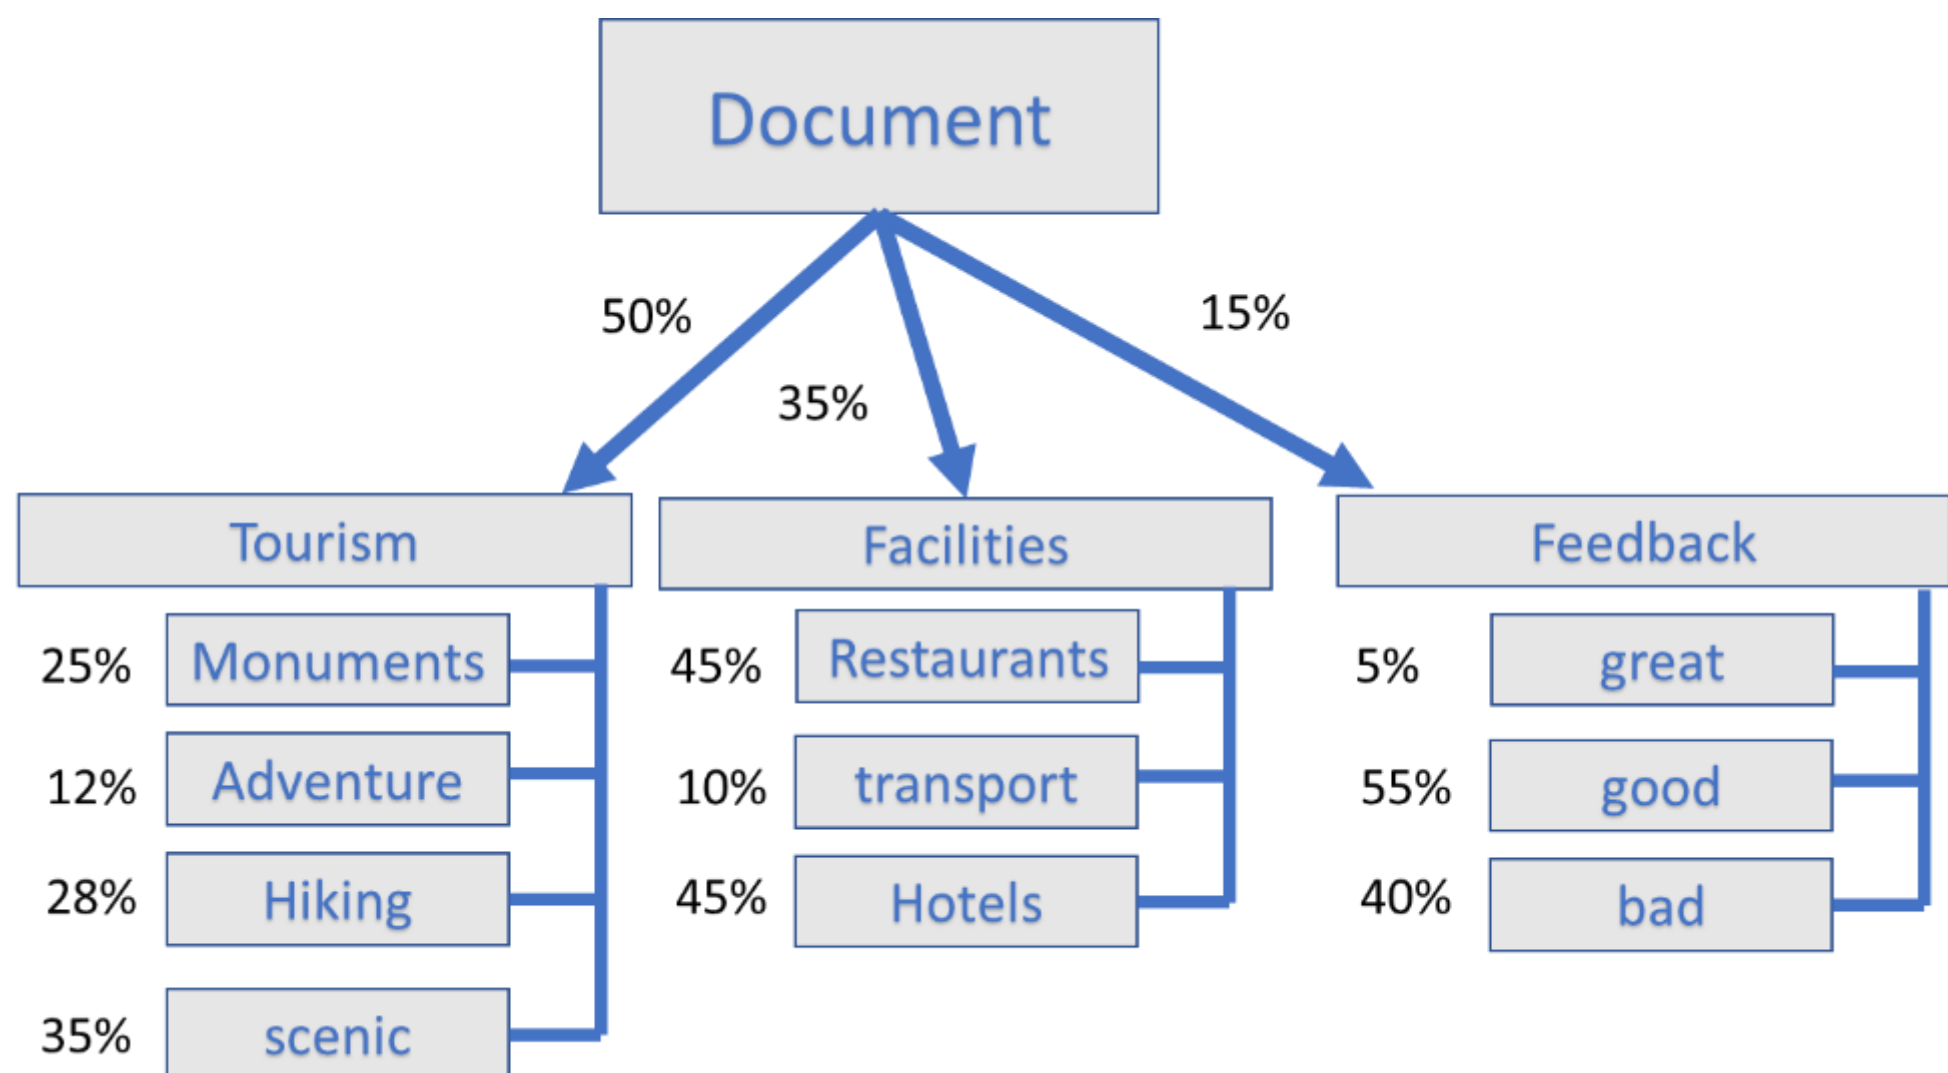 Document
50%
35%
15%
Tourism
25% Monuments
12% Adventure
28% Hiking
35% scenic
Facilities
45% Restaurants
10% transport
45% Hotels
Feedback
5% great
55% good
40% bad